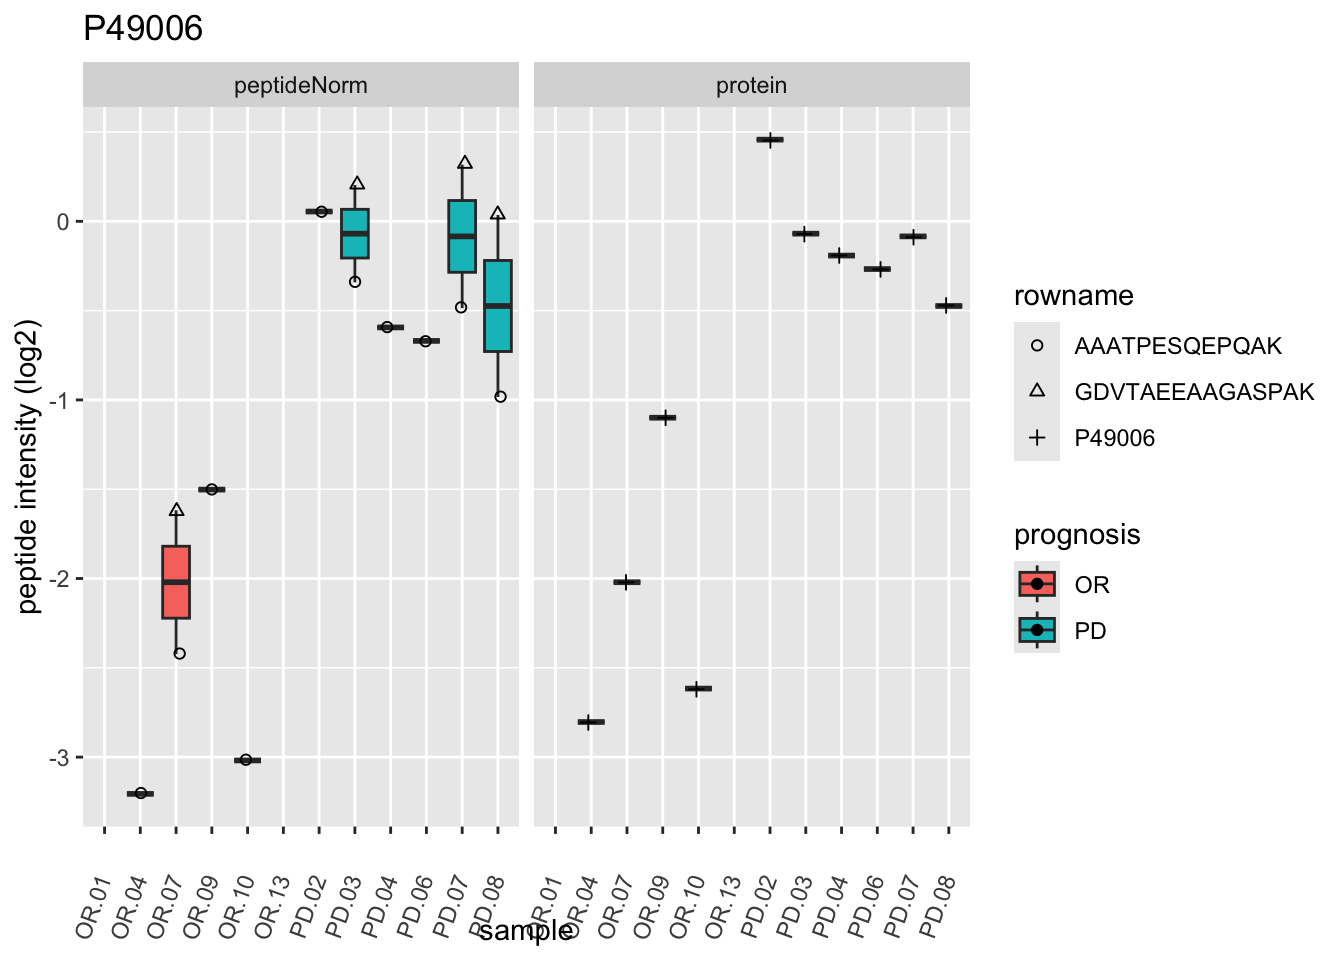 P49006
peptideNorm
protein
0
-1
-2
-3
peptide intensity (log2)
OR.01
OR.04
OR.07
OR.09
OR.10
OR.13
PD.02
PD.03
PD.04
PD.06
PD.07
PD.08
OR.01
OR.04
OR.07
OR.09
OR.10
OR.13
PD.02
PD.03
PD.04
PD.06
PD.07
PD.08
sample
rowname
AAATPESQEPQAK
GDVTAEEAAGASPAK
P49006
prognosis
OR
PD